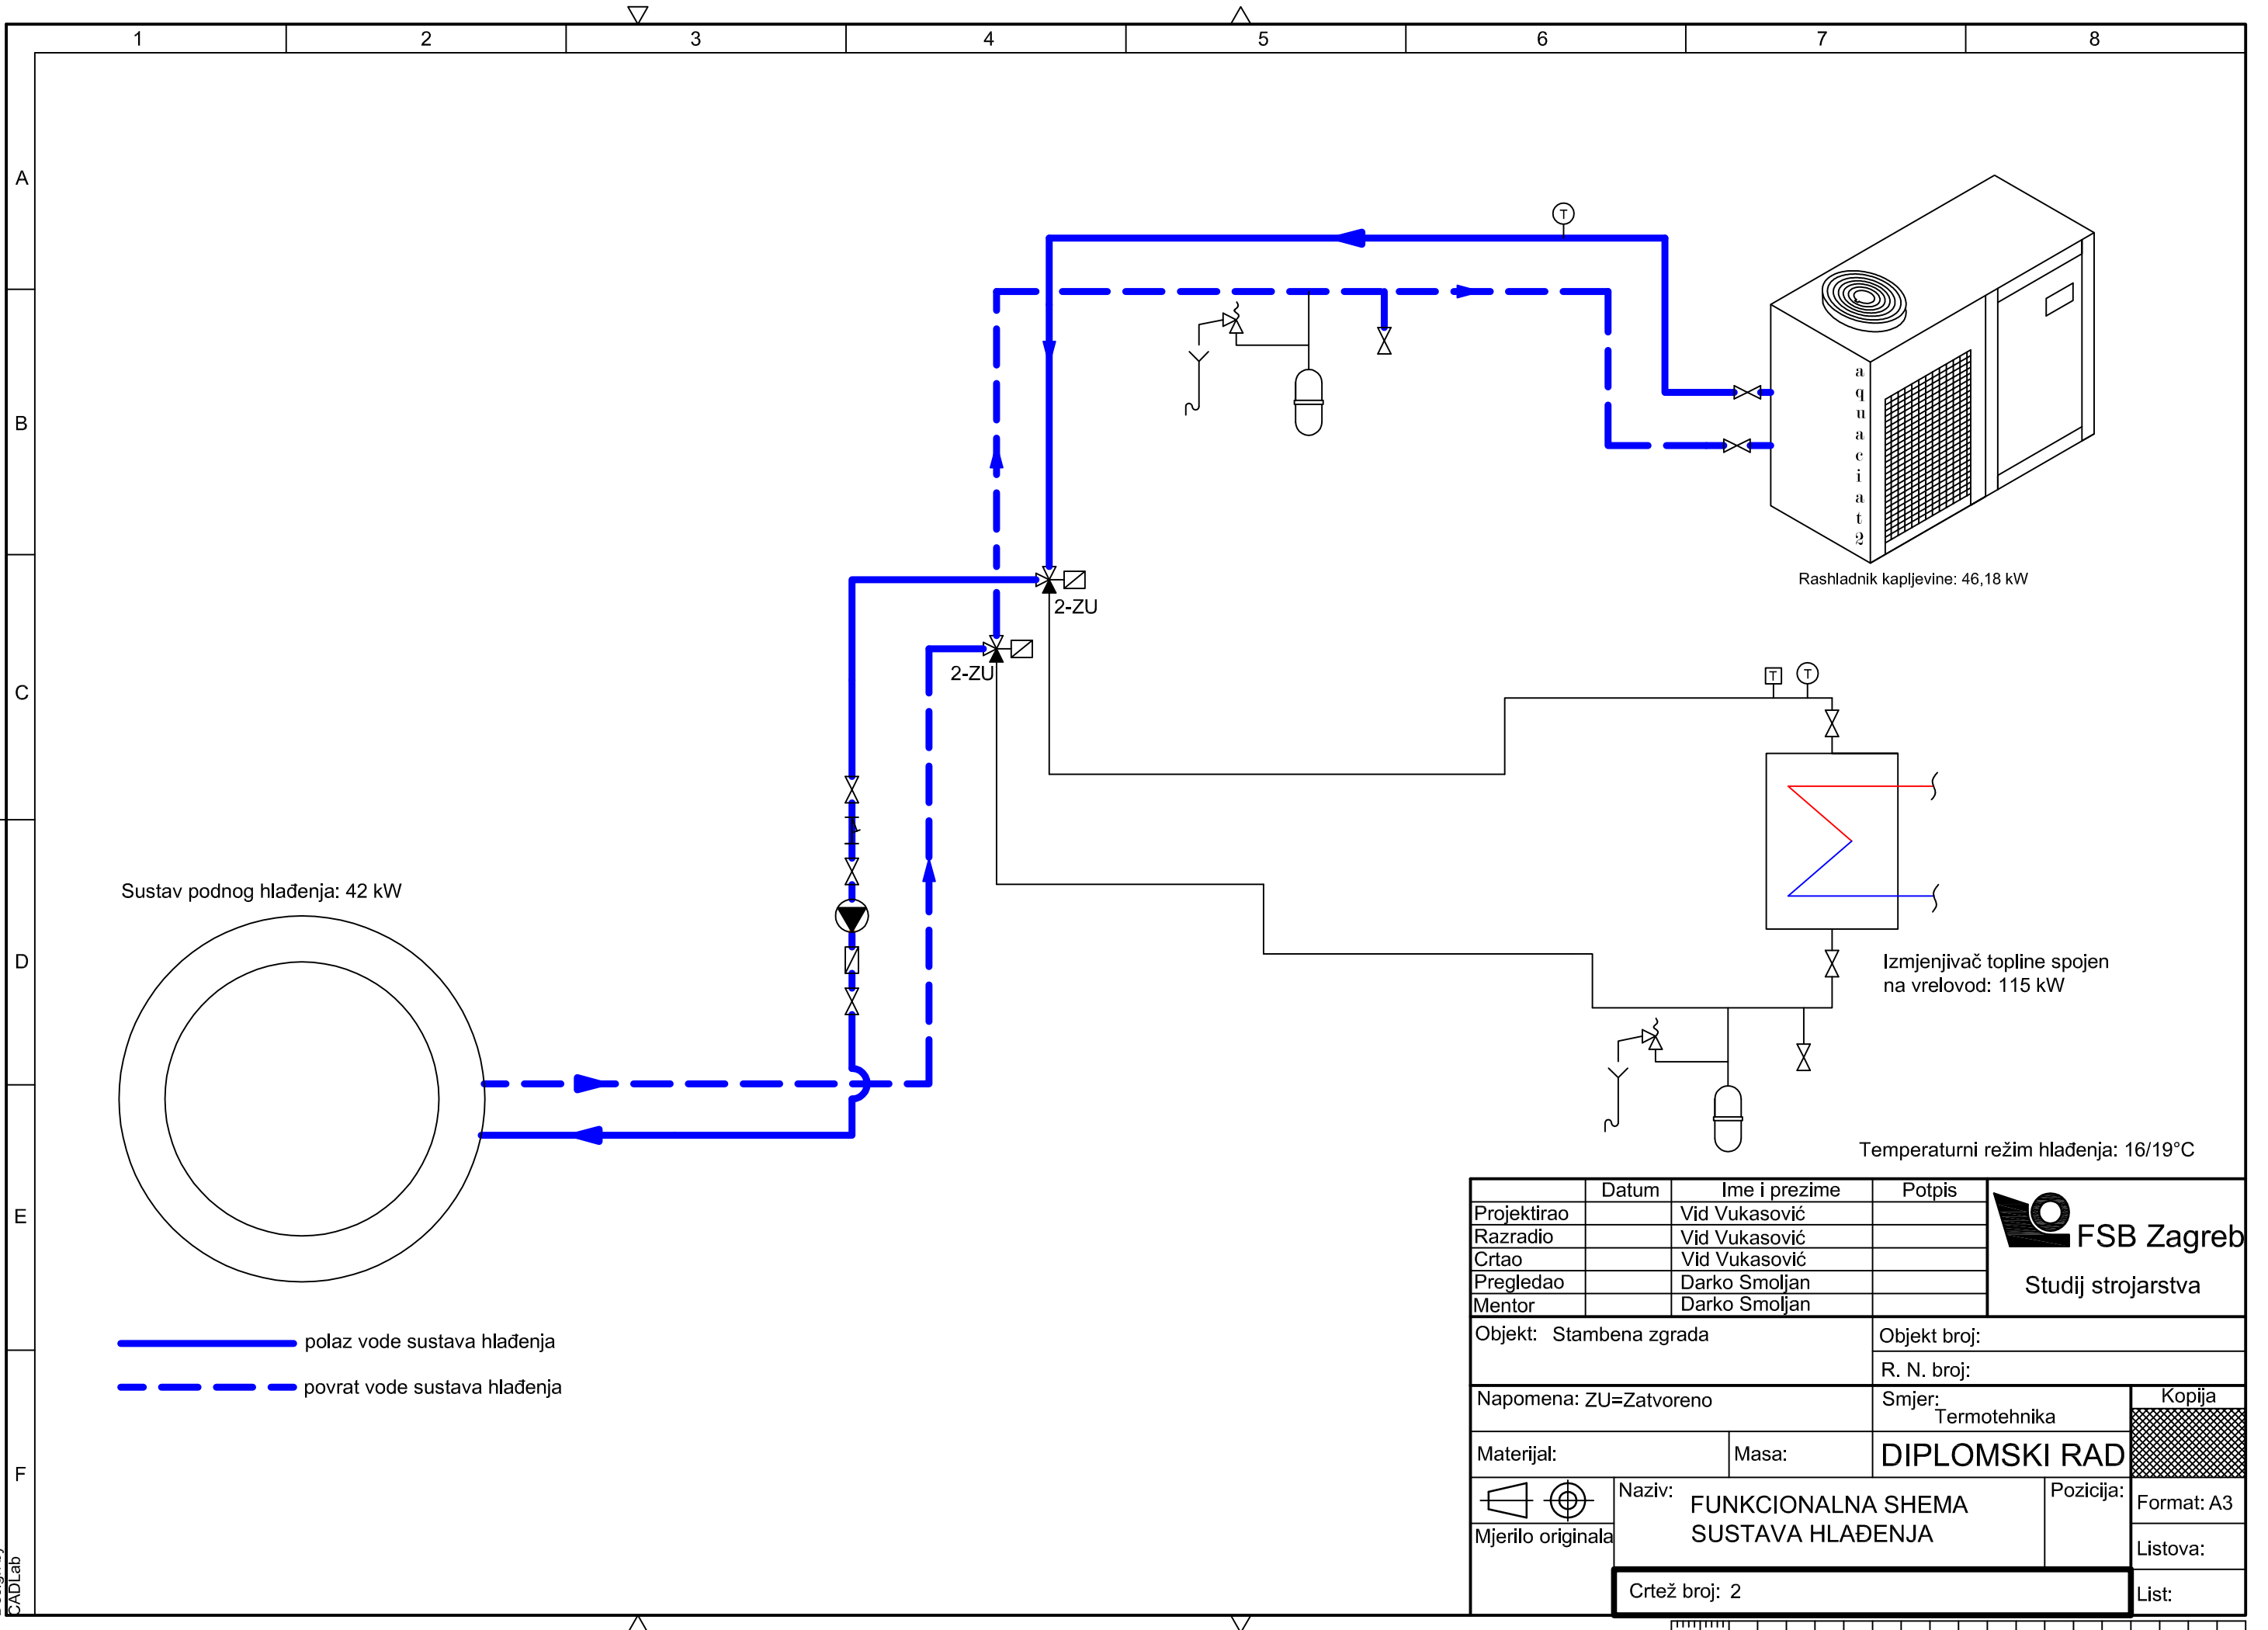 1 2 3 4 5 6 7 8
A
B
C
D
E
F
T
aquaciat2
Rashladnik kapljevine: 46,18 kW
2-ZU
2-ZU
T T
Sustav podnog hlađenja: 42 kW
Izmjenjivač topline spojen
na vrelovod: 115 kW
Temperaturni režim hlađenja: 16/19°C
polaz vode sustava hlađenja
povrat vode sustava hlađenja
Datum Ime i prezime Potpis
Projektirao Vid Vukasović
Razradio Vid Vukasović
Crtao Vid Vukasović
Pregledao Darko Smoljan
Mentor Darko Smoljan
FSB Zagreb
Studij strojarstva
Objekt: Stambena zgrada
Objekt broj:
R. N. broj:
Napomena: ZU=Zatvoreno
Smjer:
Termotehnika
Kopija
Materijal:
Masa:
DIPLOMSKI RAD
Naziv:
FUNKCIONALNA SHEMA
SUSTAVA HLAĐENJA
Pozicija:
Format: A3
Mjerilo originala
Listova:
Crtež broj: 2
List:
CADLab